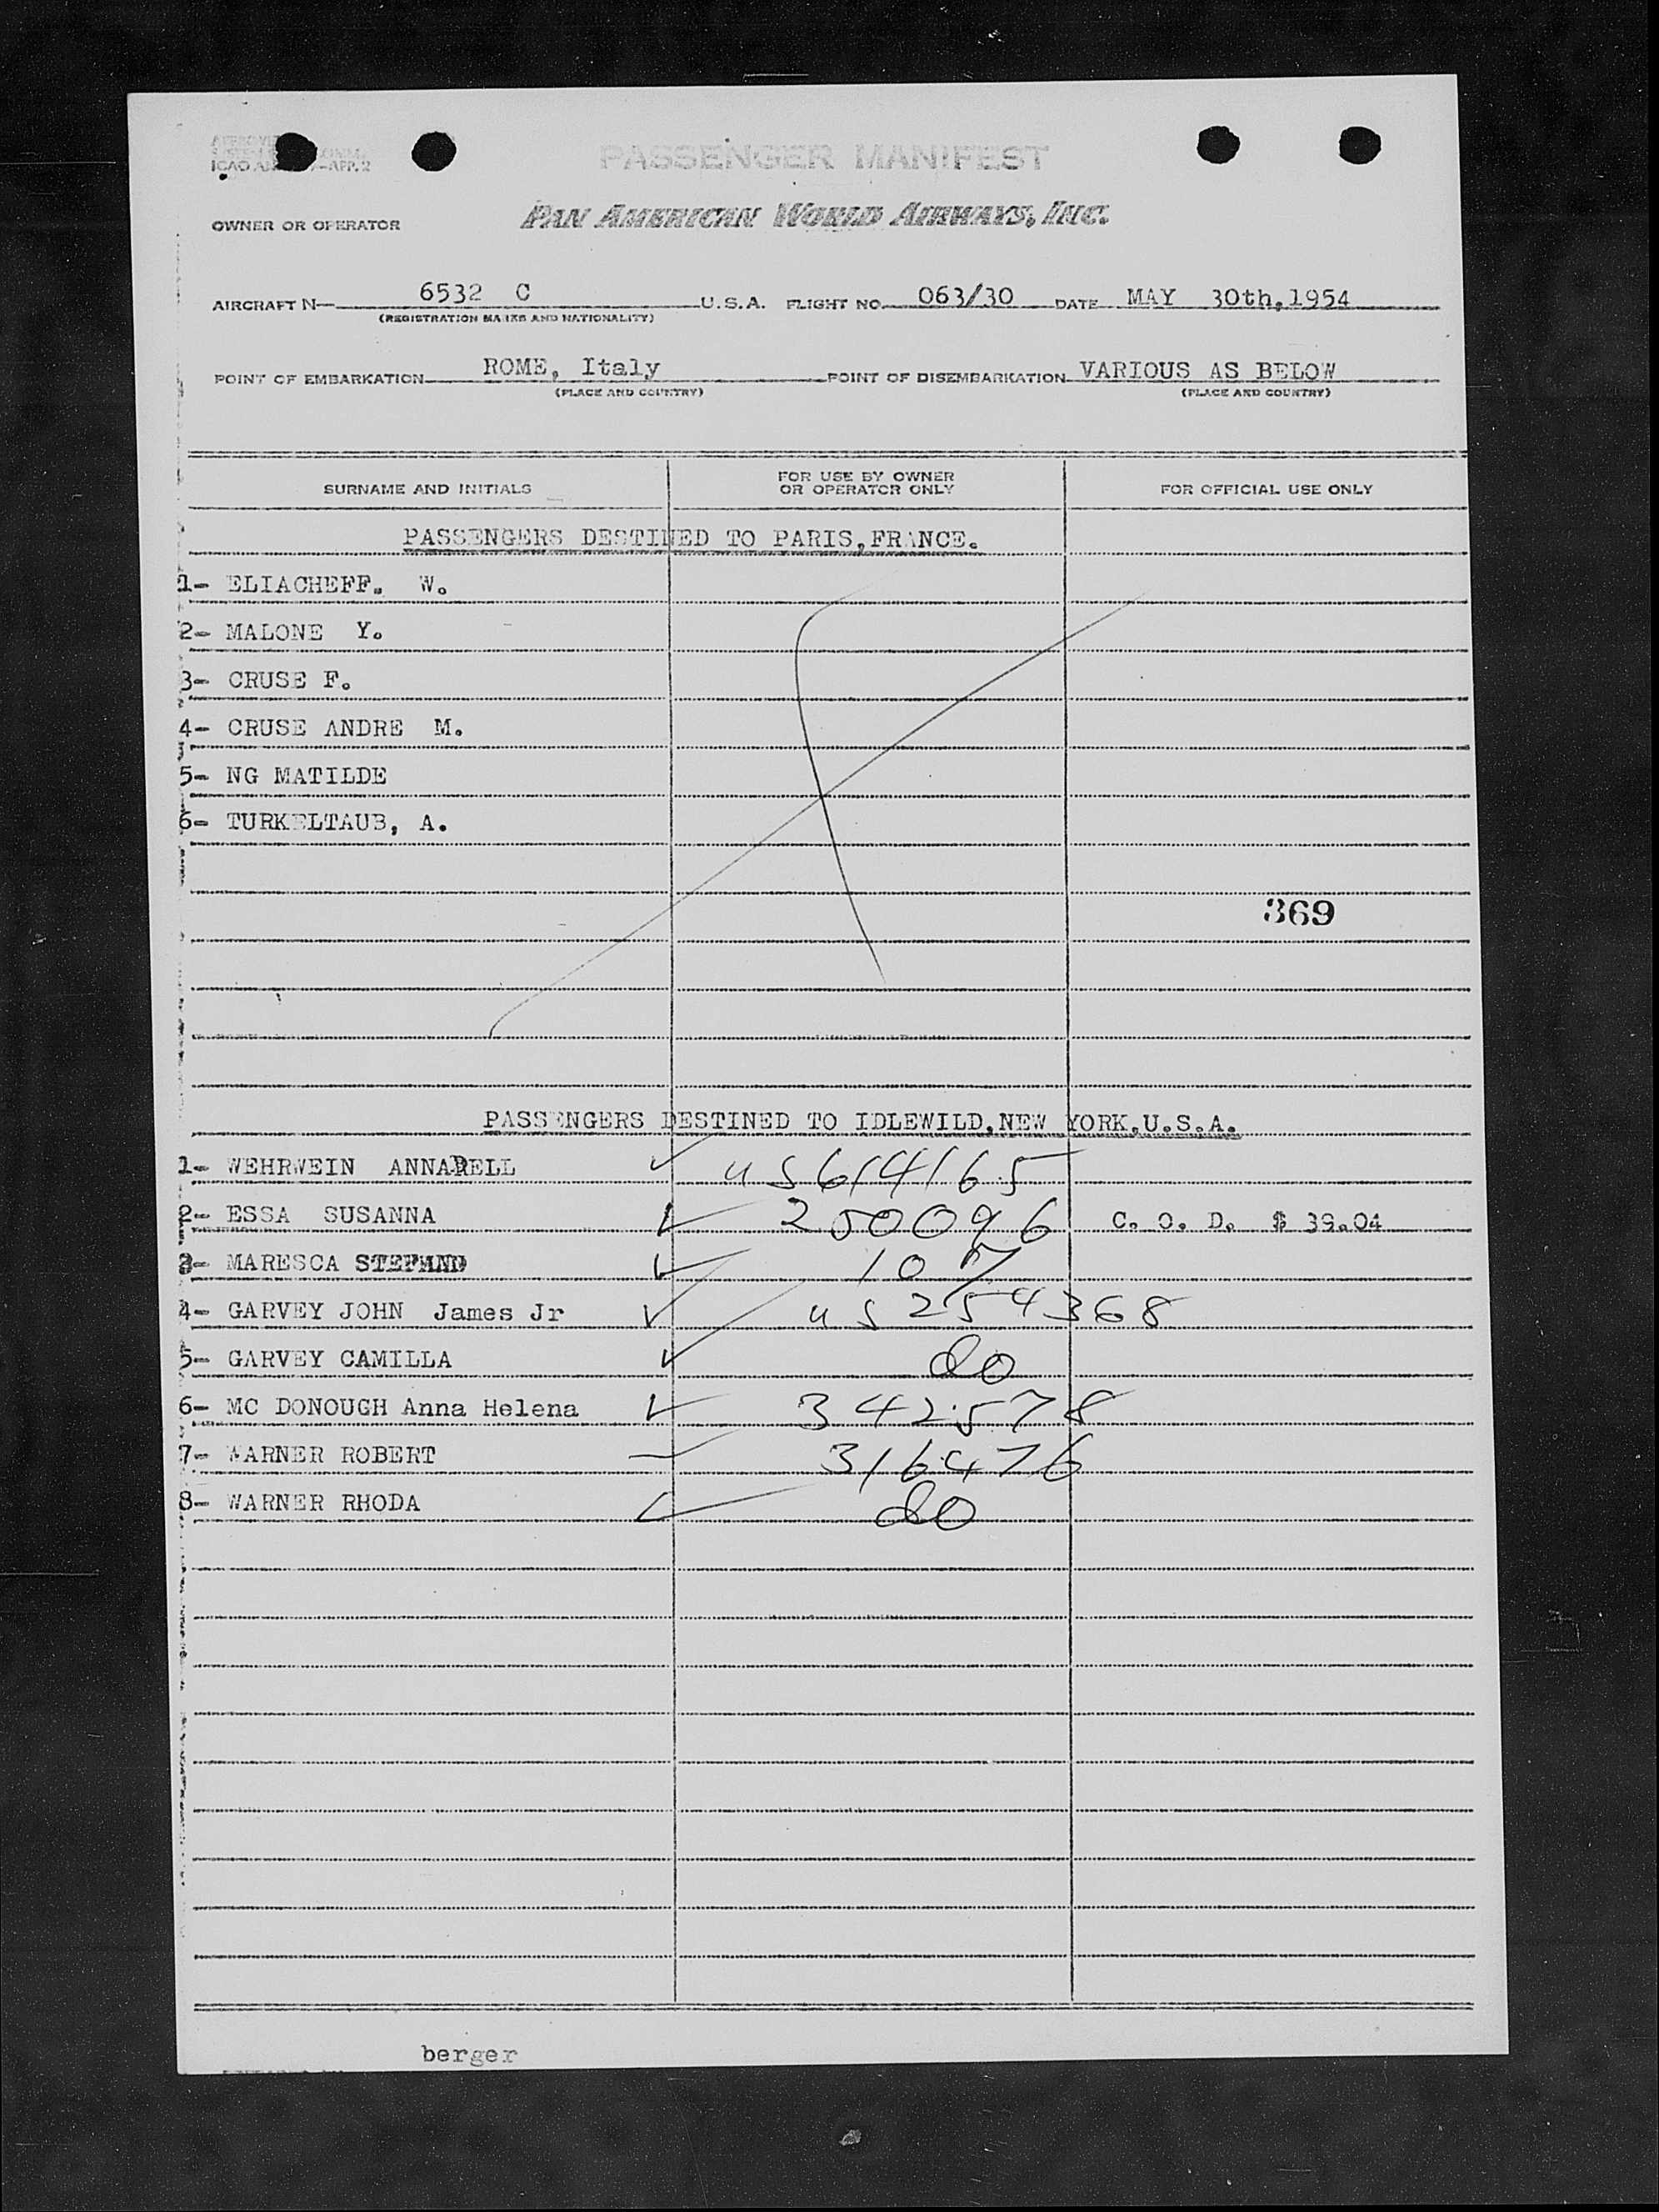 PASSENGER MANIFEST
ICAO
OWNER OR OPERATOR PAN AMERICAN WORLD AIRWAYS, INC.
AIRCRAFT N— 6532 C U.S.A. FLIGHT NO. 063/30 DATE MAY 30th,1954
(REGISTRATION MARKS AND NATIONALITY)
POINT OF EMBARKATION ROME, Italy POINT OF DISEMBARKATION VARIOUS AS BELOW
(PLACE AND COUNTRY) (PLACE AND COUNTRY)
SURNAME AND INITIALS FOR USE BY OWNER OR OPERATOR ONLY FOR OFFICIAL USE ONLY
PASSENGERS DESTINED TO PARIS,FRANCE.
1- ELIACHEFF. W.
2- MALONE Y.
3- CRUSE F.
4- CRUSE ANDRE M.
5- NG MATILDE
6- TURKELTAUB, A.
369
PASSENGERS DESTINED TO IDLEWILD,NEW YORK,U.S.A.
1- WEHRWEIN ANNABELL ✓ us614165
2- ESSA SUSANNA ✓ 250096 C. O. D. $ 39.04
3- MARESCA ✓ 107
4- GARVEY JOHN James Jr ✓ us 254368
5- GARVEY CAMILLA ✓ do
6- MC DONOUGH Anna Helena ✓ 342578
7- WARNER ROBERT ✓ 316476
8- WARNER RHODA ✓ do
berger